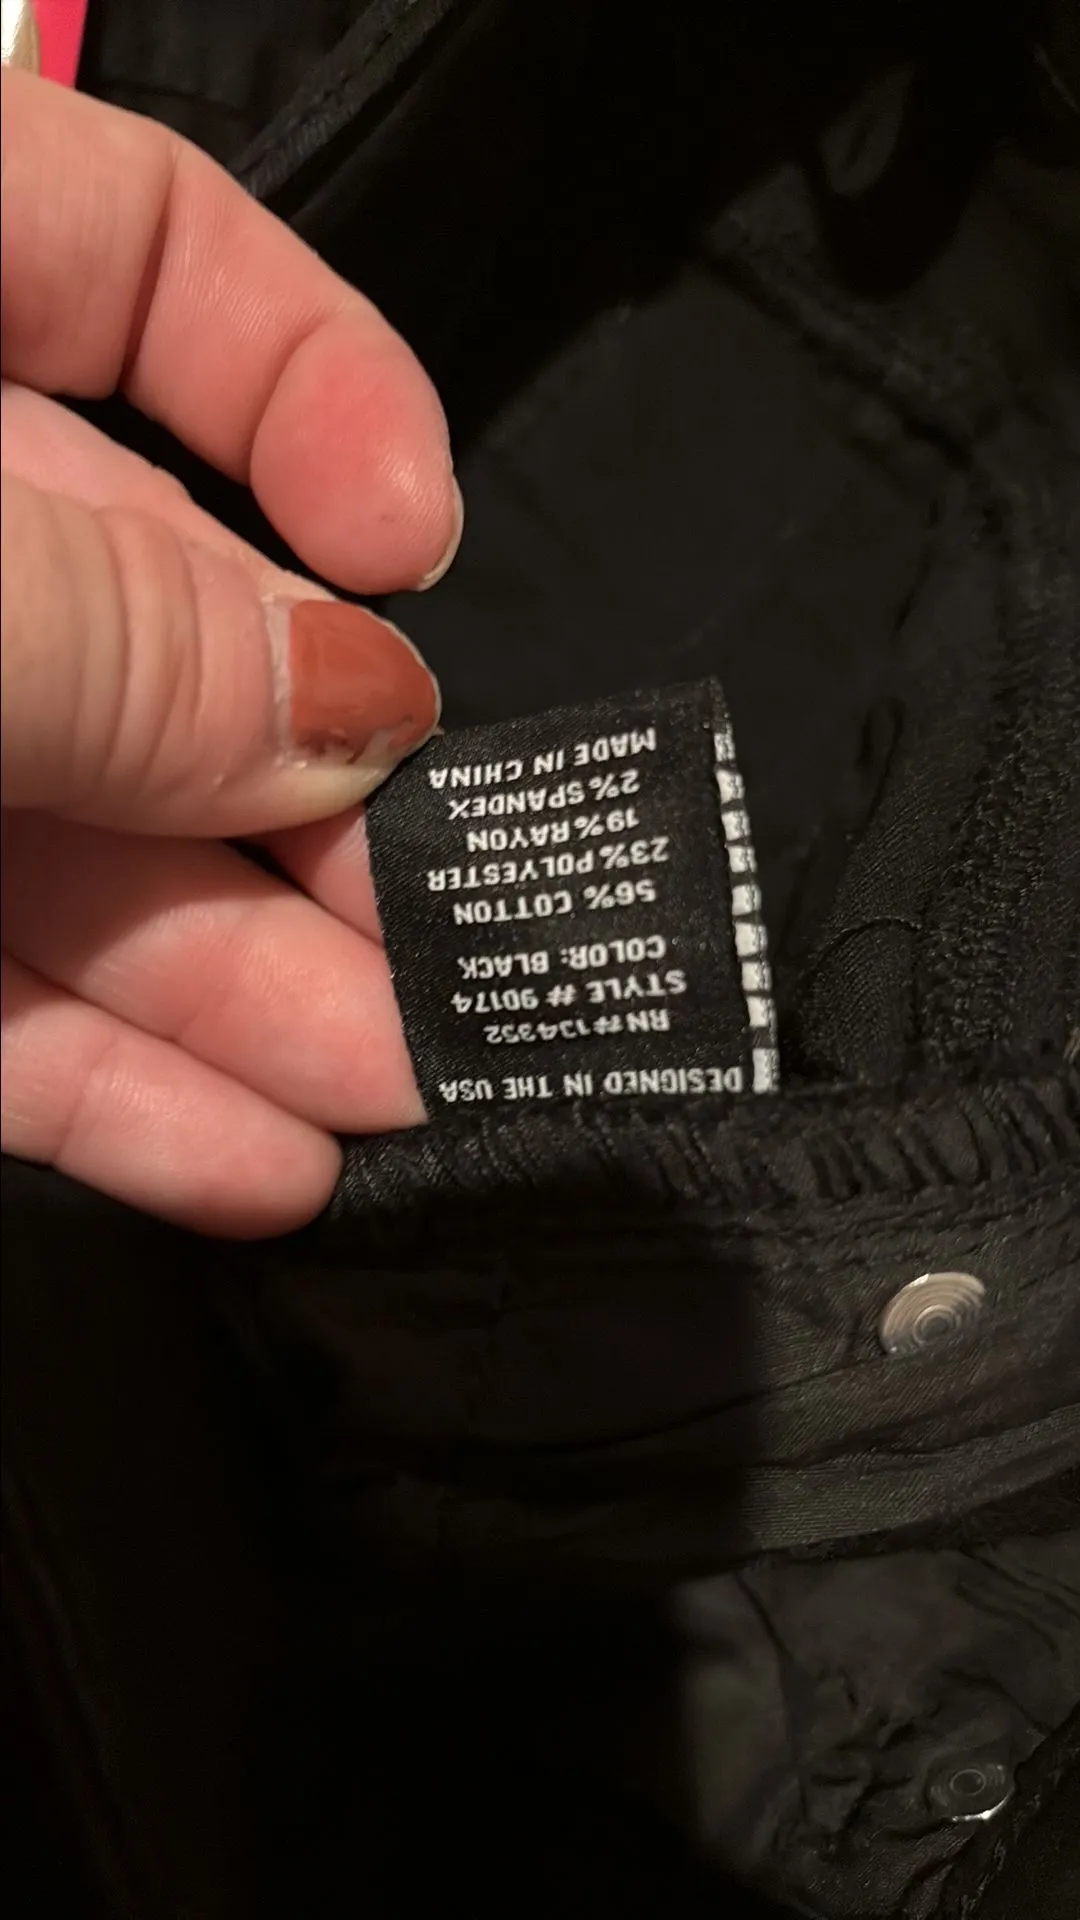 DESIGNED IN THE USA
RN #134352
STYLE # 90174
COLOR: BLACK
56% COTTON
23% POLYESTER
19% RAYON
2% SPANDEX
MADE IN CHINA